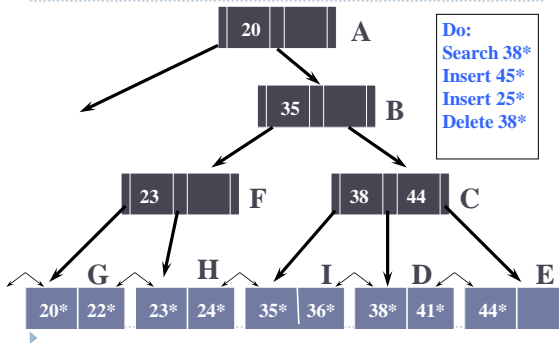 20 A
Do:
Search 38*
Insert 45*
Insert 25*
Delete 38*
35 B
23 F 38 44 C
G H I D E
20* 22* 23* 24* 35* 36* 38* 41* 44*